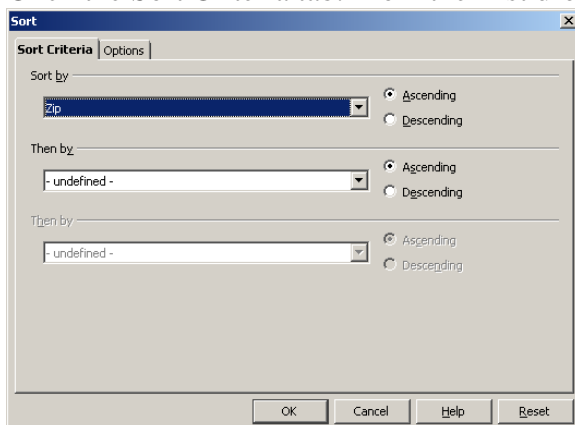 Sort
Sort Criteria Options
Sort by
Zip
Ascending
Descending
Then by
- undefined -
Ascending
Descending
Then by
- undefined -
Ascending
Descending
OK Cancel Help Reset